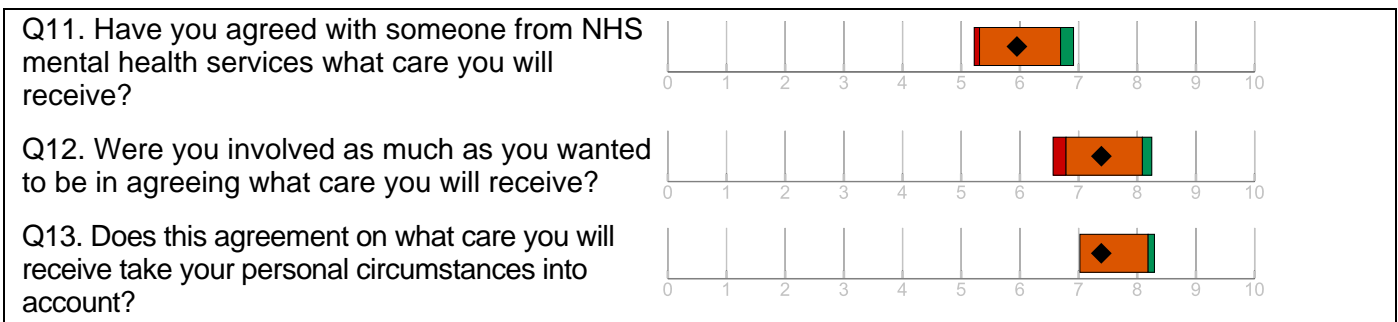 Q11. Have you agreed with someone from NHS
mental health services what care you will
receive?
0 1 2 3 4 5 6 7 8 9 10
Q12. Were you involved as much as you wanted
to be in agreeing what care you will receive?
0 1 2 3 4 5 6 7 8 9 10
Q13. Does this agreement on what care you will
receive take your personal circumstances into
account?
0 1 2 3 4 5 6 7 8 9 10